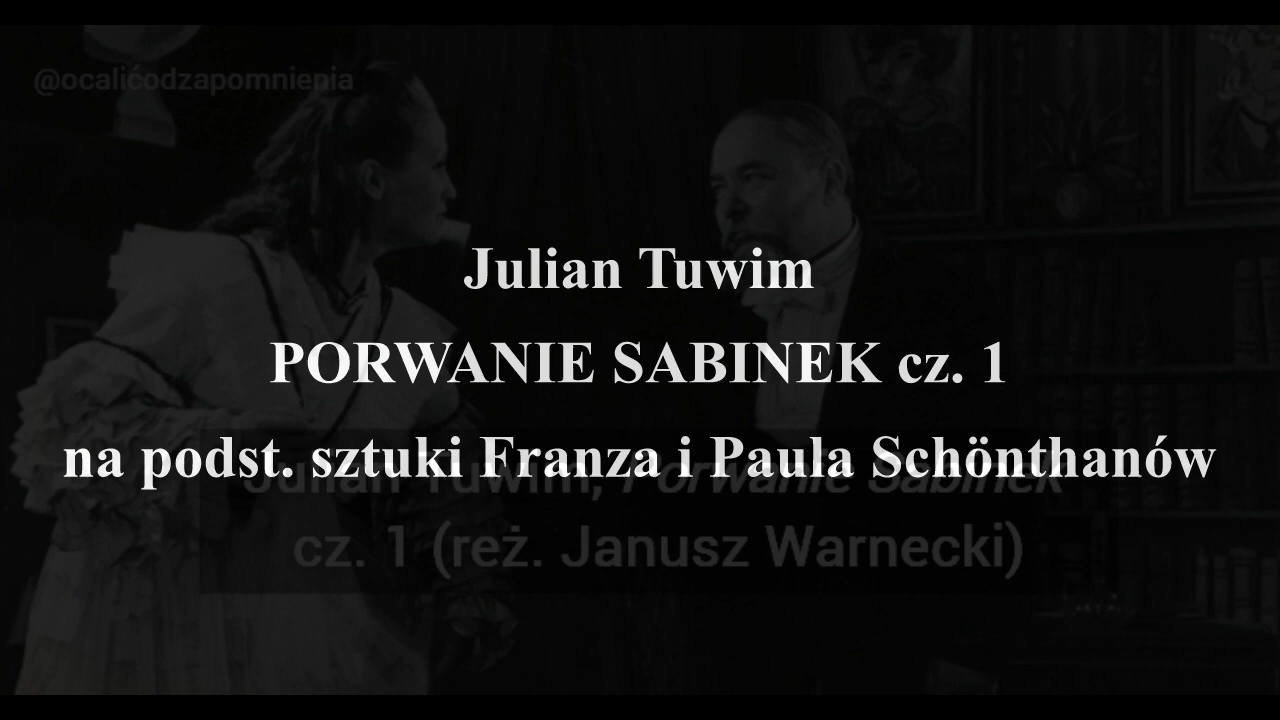 @ocalićodzapomnienia
Julian Tuwim
PORWANIE SABINEK cz. 1
na podst. sztuki Franza i Paula Schönthanów
Julian Tuwim, Porwanie Sabinek
cz. 1 (reż. Janusz Warnecki)